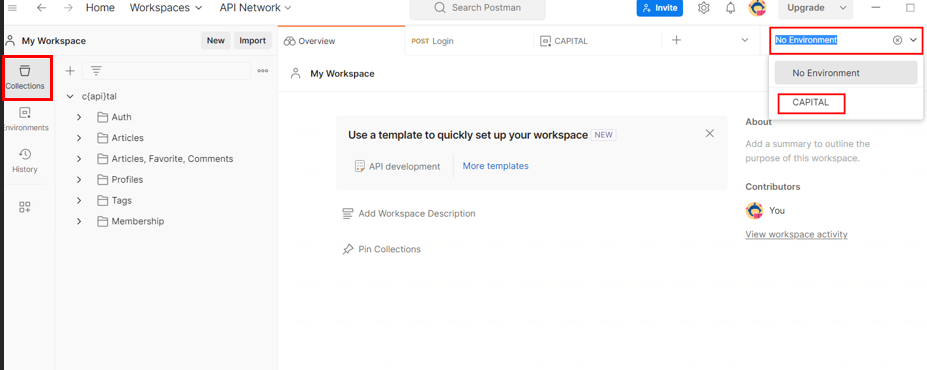 Home Workspaces API Network Search Postman Invite Upgrade
My Workspace New Import Overview POST Login CAPITAL No Environment
Collections
Environments
History
c{api}tal
Auth
Articles
Articles, Favorite, Comments
Profiles
Tags
Membership
My Workspace
Use a template to quickly set up your workspace NEW
API development More templates
Add Workspace Description
Pin Collections
No Environment
CAPITAL
About
Add a summary to outline the
purpose of this workspace.
Contributors
You
View workspace activity